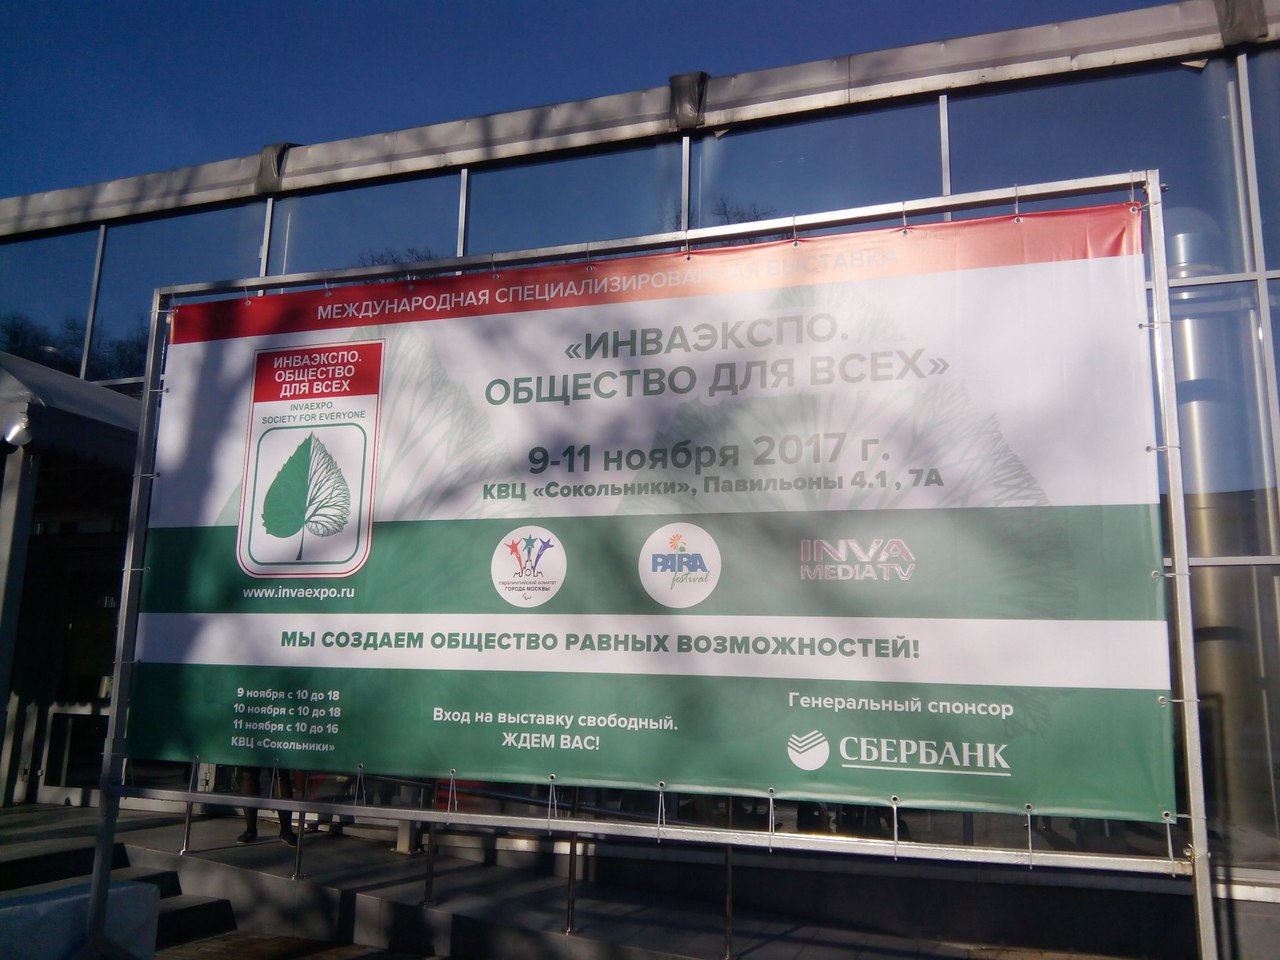 МЕЖДУНАРОДНАЯ СПЕЦИАЛИЗИРОВАННАЯ ВЫСТАВКА
ИНВАЭКСПО.
ОБЩЕСТВО
ДЛЯ ВСЕХ
INVAEXPO
SOCIETY FOR EVERYONE
www.invaexpo.ru
«ИНВАЭКСПО.
ОБЩЕСТВО ДЛЯ ВСЕХ»
9-11 ноября 2017 г.
КВЦ «Сокольники», Павильоны 4.1 , 7А
паралимпийский комитет
ГОРОДА МОСКВЫ
PARA
festival
INVA
MEDIATV
МЫ СОЗДАЕМ ОБЩЕСТВО РАВНЫХ ВОЗМОЖНОСТЕЙ!
9 ноября с 10 до 18
10 ноября с 10 до 18
11 ноября с 10 до 16
КВЦ «Сокольники»
Вход на выставку свободный.
ЖДЕМ ВАС!
Генеральный спонсор
СБЕРБАНК